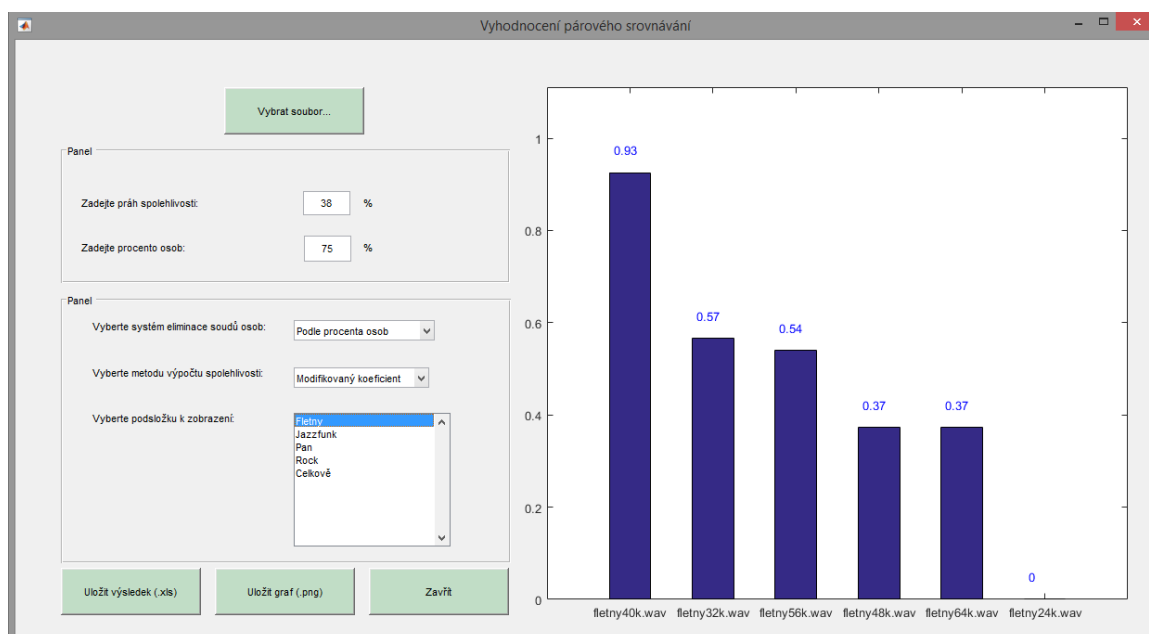 Vyhodnocení párového srovnávání
Vybrat soubor...
Panel
Zadejte práh spolehlivosti:
38
%
Zadejte procento osob:
75
%
Panel
Vyberte systém eliminace soudů osob:
Podle procenta osob
Vyberte metodu výpočtu spolehlivosti:
Modifikovaný koeficient
Vyberte podsložku k zobrazení:
Fletny
Jazzfunk
Pan
Rock
Celkově
Uložit výsledek (.xls)
Uložit graf (.png)
Zavřít
1
0.8
0.6
0.4
0.2
0
0.93
0.57
0.54
0.37
0.37
0
fletny40k.wav
fletny32k.wav
fletny56k.wav
fletny48k.wav
fletny64k.wav
fletny24k.wav